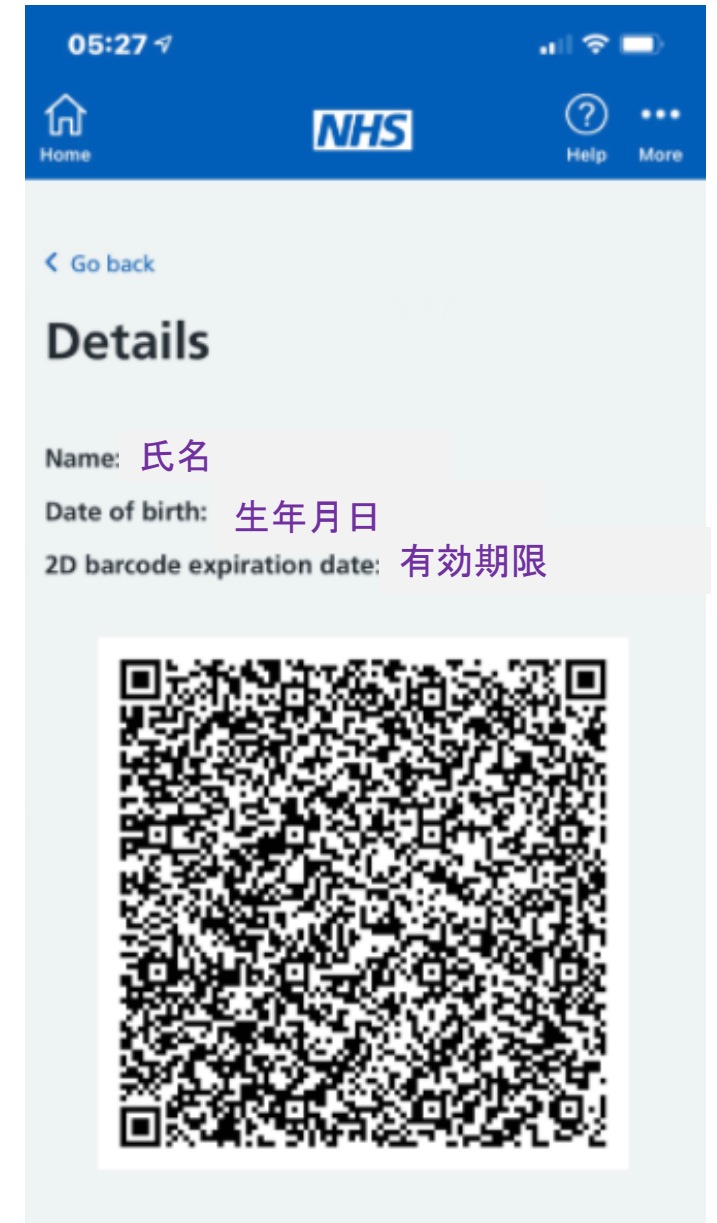 05:27
NHS
Home
Help
More
Go back
Details
Name: 氏名
Date of birth: 生年月日
2D barcode expiration date: 有効期限